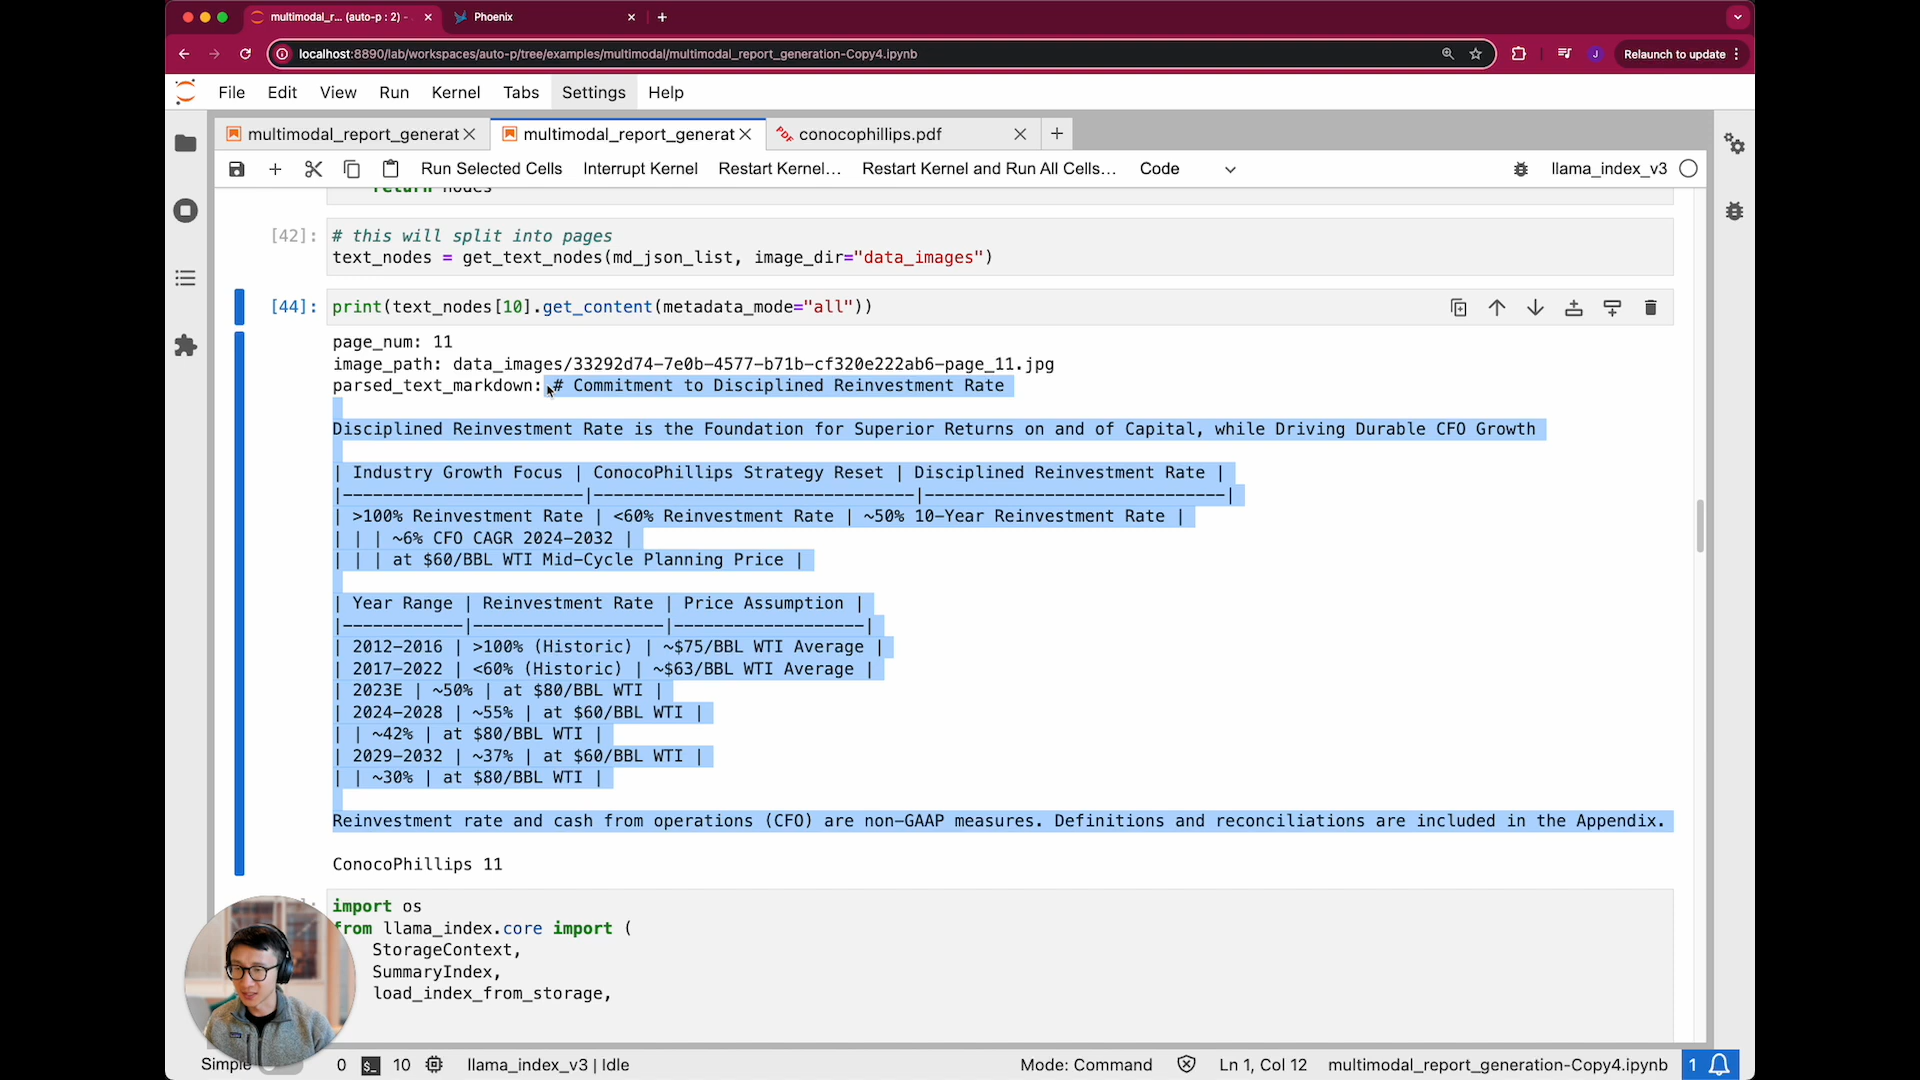 multimodal_r... (auto-p : 2) -
Phoenix
localhost:8890/lab/workspaces/auto-p/tree/examples/multimodal/multimodal_report_generation-Copy4.ipynb
J
Relaunch to update
File Edit View Run Kernel Tabs Settings Help
multimodal_report_generat
multimodal_report_generat
conocophillips.pdf
Run Selected Cells Interrupt Kernel Restart Kernel... Restart Kernel and Run All Cells... Code llama_index_v3
return nodes
[42]: # this will split into pages
text_nodes = get_text_nodes(md_json_list, image_dir="data_images")
[44]: print(text_nodes[10].get_content(metadata_mode="all"))
page_num: 11
image_path: data_images/33292d74-7e0b-4577-b71b-cf320e222ab6-page_11.jpg
parsed_text_markdown: # Commitment to Disciplined Reinvestment Rate
Disciplined Reinvestment Rate is the Foundation for Superior Returns on and of Capital, while Driving Durable CFO Growth
| Industry Growth Focus | ConocoPhillips Strategy Reset | Disciplined Reinvestment Rate |
|------------------------|--------------------------------|------------------------------|
| >100% Reinvestment Rate | <60% Reinvestment Rate | ~50% 10-Year Reinvestment Rate |
| | | ~6% CFO CAGR 2024-2032 |
| | | at $60/BBL WTI Mid-Cycle Planning Price |
| Year Range | Reinvestment Rate | Price Assumption |
|------------|-------------------|-------------------|
| 2012-2016 | >100% (Historic) | ~$75/BBL WTI Average |
| 2017-2022 | <60% (Historic) | ~$63/BBL WTI Average |
| 2023E | ~50% | at $80/BBL WTI |
| 2024-2028 | ~55% | at $60/BBL WTI |
| | ~42% | at $80/BBL WTI |
| 2029-2032 | ~37% | at $60/BBL WTI |
| | ~30% | at $80/BBL WTI |
Reinvestment rate and cash from operations (CFO) are non-GAAP measures. Definitions and reconciliations are included in the Appendix.
ConocoPhillips 11
import os
from llama_index.core import (
StorageContext,
SummaryIndex,
load_index_from_storage,
Simple 0 10 llama_index_v3 | Idle Mode: Command Ln 1, Col 12 multimodal_report_generation-Copy4.ipynb 1